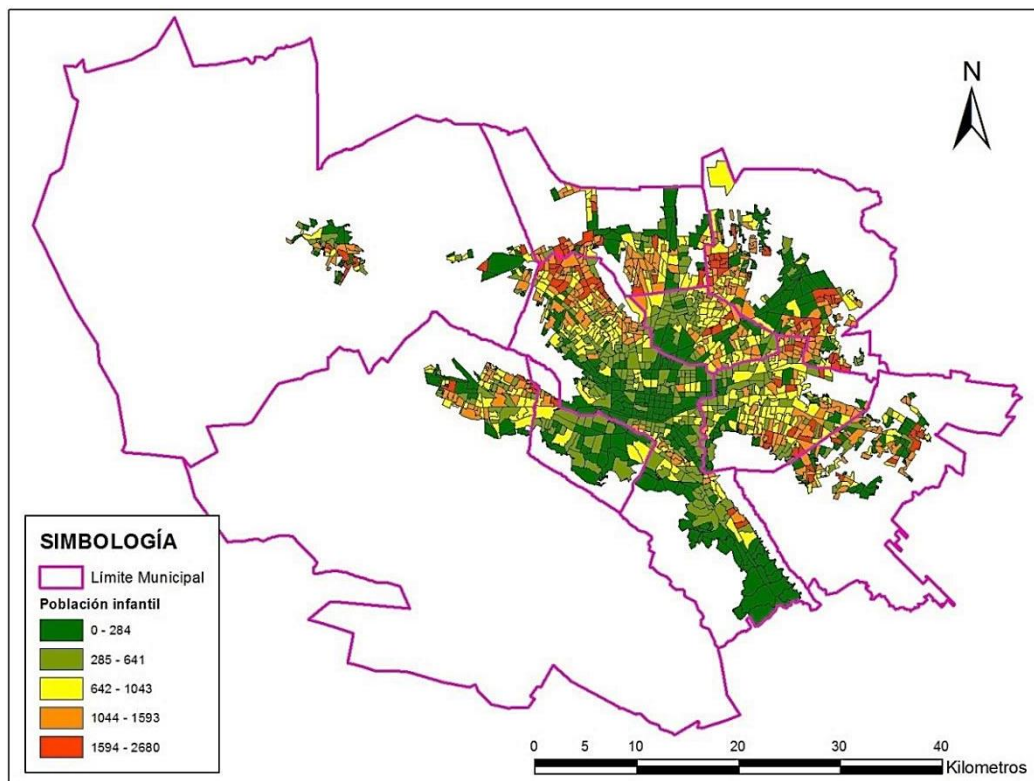 N
SIMBOLOGÍA
Límite Municipal
Población infantil
0 - 284
285 - 641
642 - 1043
1044 - 1593
1594 - 2680
0 5 10 20 30 40
Kilometros